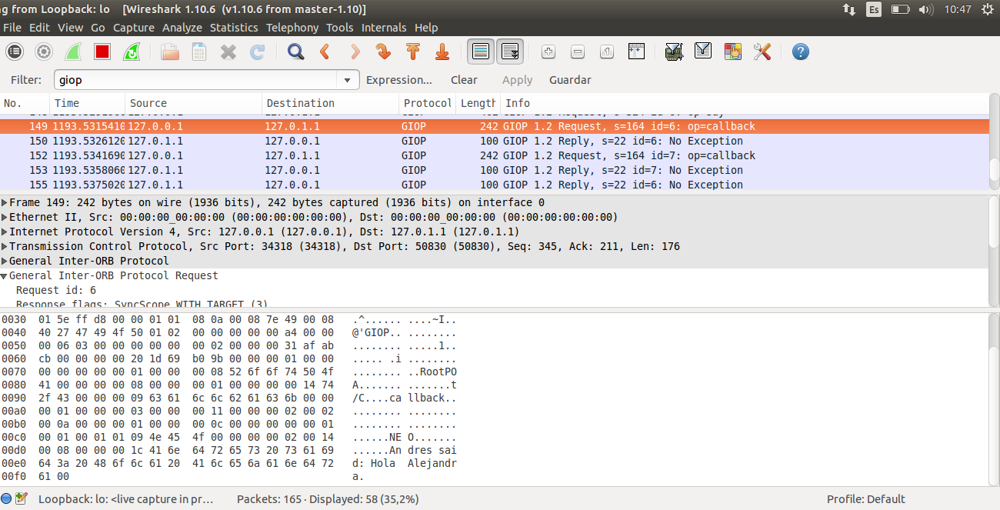 ng from Loopback: lo [Wireshark 1.10.6 (v1.10.6 from master-1.10)]
Es 10:47
File Edit View Go Capture Analyze Statistics Telephony Tools Internals Help
Filter: giop Expression... Clear Apply Guardar
No. Time Source Destination Protocol Length Info
149 1193.5315410 127.0.0.1 127.0.1.1 GIOP 242 GIOP 1.2 Request, s=164 id=6: op=callback
150 1193.5326120 127.0.1.1 127.0.0.1 GIOP 100 GIOP 1.2 Reply, s=22 id=6: No Exception
152 1193.5341690 127.0.1.1 127.0.0.1 GIOP 242 GIOP 1.2 Request, s=164 id=7: op=callback
153 1193.5358060 127.0.1.1 127.0.0.1 GIOP 100 GIOP 1.2 Reply, s=22 id=7: No Exception
155 1193.5375020 127.0.1.1 127.0.0.1 GIOP 100 GIOP 1.2 Reply, s=22 id=6: No Exception
Frame 149: 242 bytes on wire (1936 bits), 242 bytes captured (1936 bits) on interface 0
Ethernet II, Src: 00:00:00_00:00:00 (00:00:00:00:00:00), Dst: 00:00:00_00:00:00 (00:00:00:00:00:00)
Internet Protocol Version 4, Src: 127.0.0.1 (127.0.0.1), Dst: 127.0.1.1 (127.0.1.1)
Transmission Control Protocol, Src Port: 34318 (34318), Dst Port: 50830 (50830), Seq: 345, Ack: 211, Len: 176
General Inter-ORB Protocol
General Inter-ORB Protocol Request
Request id: 6
Response flags: SyncScope WITH TARGET (3)
0030 01 5e ff d8 00 00 01 01 08 0a 00 08 7e 49 00 08 .^...... ....~I..
0040 40 27 47 49 4f 50 01 02 00 00 00 00 00 a4 00 00 @'GIOP.. ........
0050 00 06 03 00 00 00 00 00 00 02 00 00 00 31 af ab ........ .....1..
0060 cb 00 00 00 00 20 1d 69 b0 9b 00 00 00 01 00 00 ..... .i ........
0070 00 00 00 00 00 01 00 00 00 08 52 6f 6f 74 50 4f ........ ..RootPO
0080 41 00 00 00 00 08 00 00 00 01 00 00 00 00 14 74 A....... .......t
0090 2f 43 00 00 00 09 63 61 6c 6c 62 61 63 6b 00 00 /C....ca llback..
00a0 00 01 00 00 00 03 00 00 00 11 00 00 00 02 00 02 ........ ........
00b0 00 0a 00 00 00 01 00 00 00 0c 00 00 00 00 00 01 ........ ........
00c0 00 01 00 01 01 09 4e 45 4f 00 00 00 00 02 00 14 ......NE O.......
00d0 00 08 00 00 00 1c 41 6e 64 72 65 73 20 73 61 69 ......An dres sai
00e0 64 3a 20 48 6f 6c 61 20 41 6c 65 6a 61 6e 64 72 d: Hola Alejandr
00f0 61 00 a.
Loopback: lo: <live capture in pr… Packets: 165 · Displayed: 58 (35,2%) Profile: Default